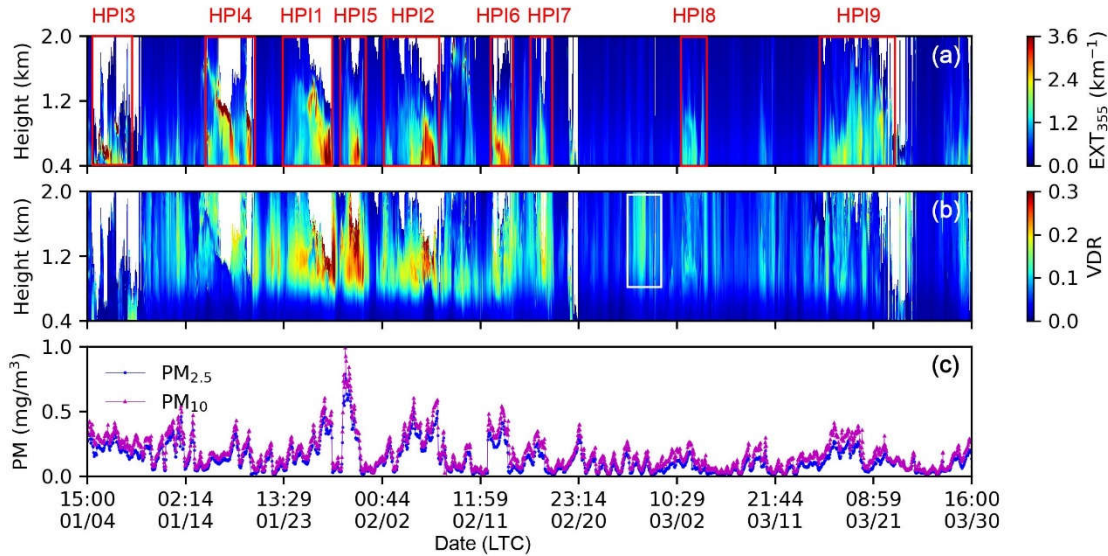 HPI3 HPI4 HPI1 HPI5 HPI2 HPI6 HPI7 HPI8 HPI9
(a)
Height (km)
2.0
1.2
0.4
3.6
2.4
1.2
0.0
EXT355 (km−1)
(b)
Height (km)
2.0
1.2
0.4
0.3
0.2
0.1
0.0
VDR
(c)
PM (mg/m3)
1.0
0.5
0.0
PM2.5
PM10
15:00 02:14 13:29 00:44 11:59 23:14 10:29 21:44 08:59 16:00
01/04 01/14 01/23 02/02 02/11 02/20 03/02 03/11 03/21 03/30
Date (LTC)